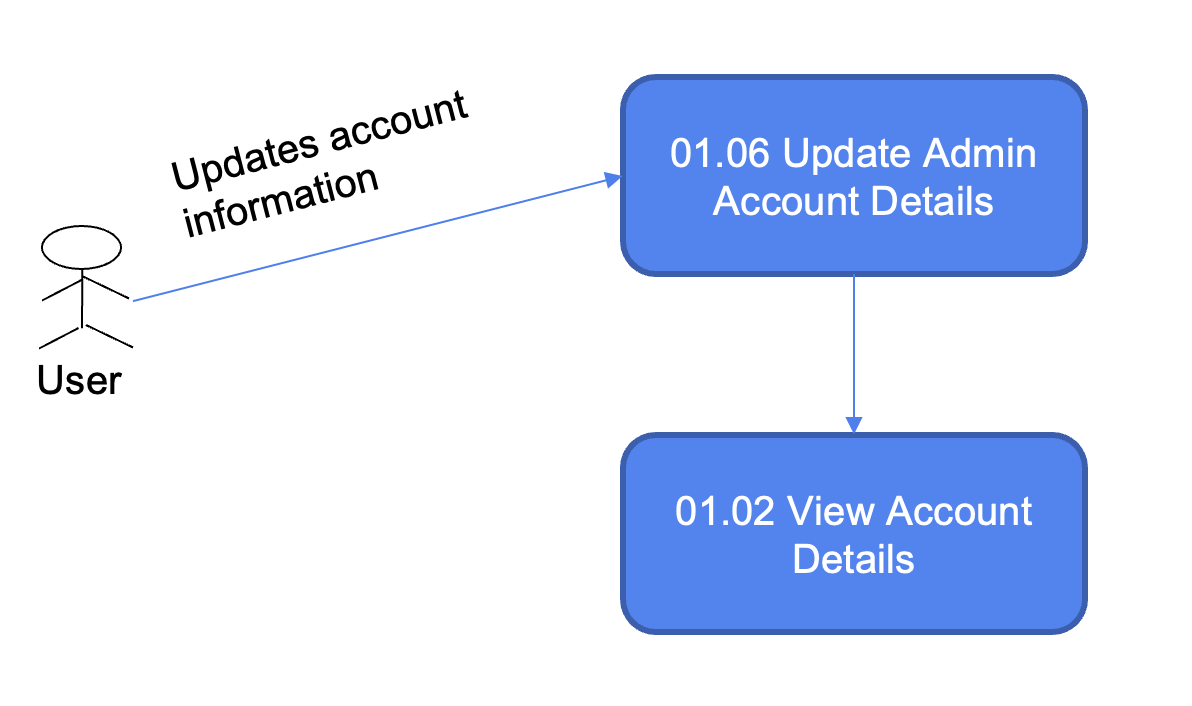 Updates account
information
01.06 Update Admin
Account Details
User
01.02 View Account
Details